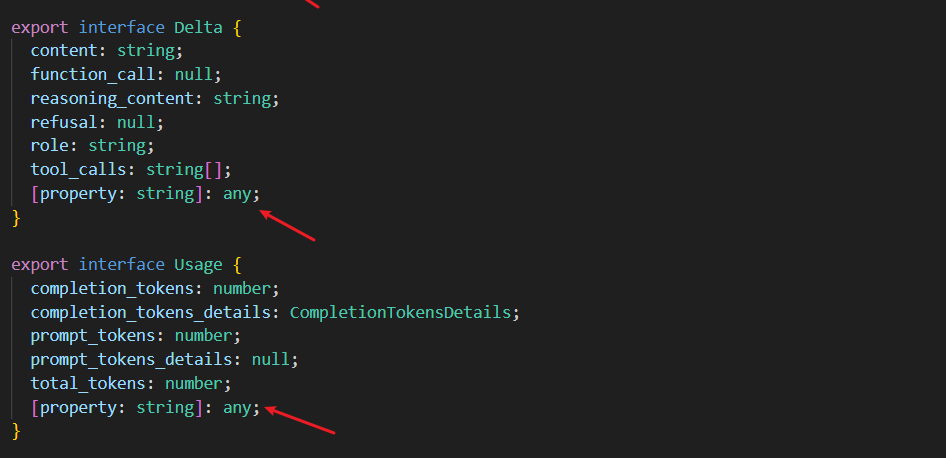 export interface Delta {
  content: string;
  function_call: null;
  reasoning_content: string;
  refusal: null;
  role: string;
  tool_calls: string[];
  [property: string]: any;
}
export interface Usage {
  completion_tokens: number;
  completion_tokens_details: CompletionTokensDetails;
  prompt_tokens: number;
  prompt_tokens_details: null;
  total_tokens: number;
  [property: string]: any;
}